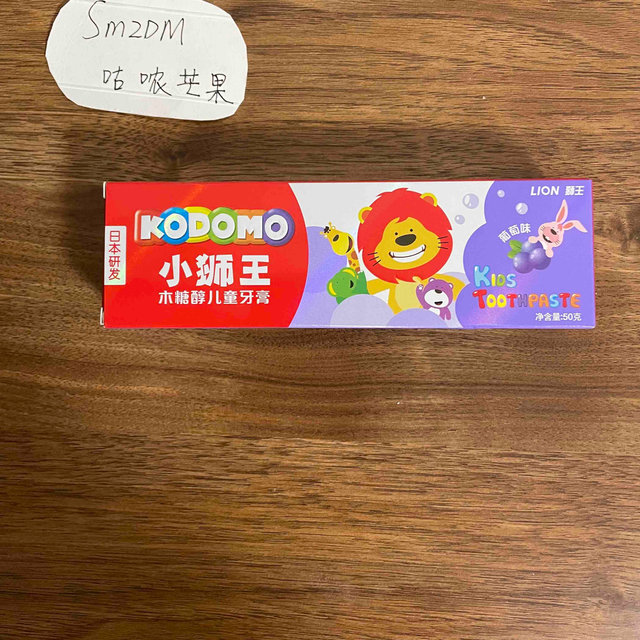 SmZDM
咕哝芒果
日本研发
KODOMO
小狮王
木糖醇儿童牙膏
LION 獅王
葡萄味
KIDS
TOOTHPASTE
净含量:50克